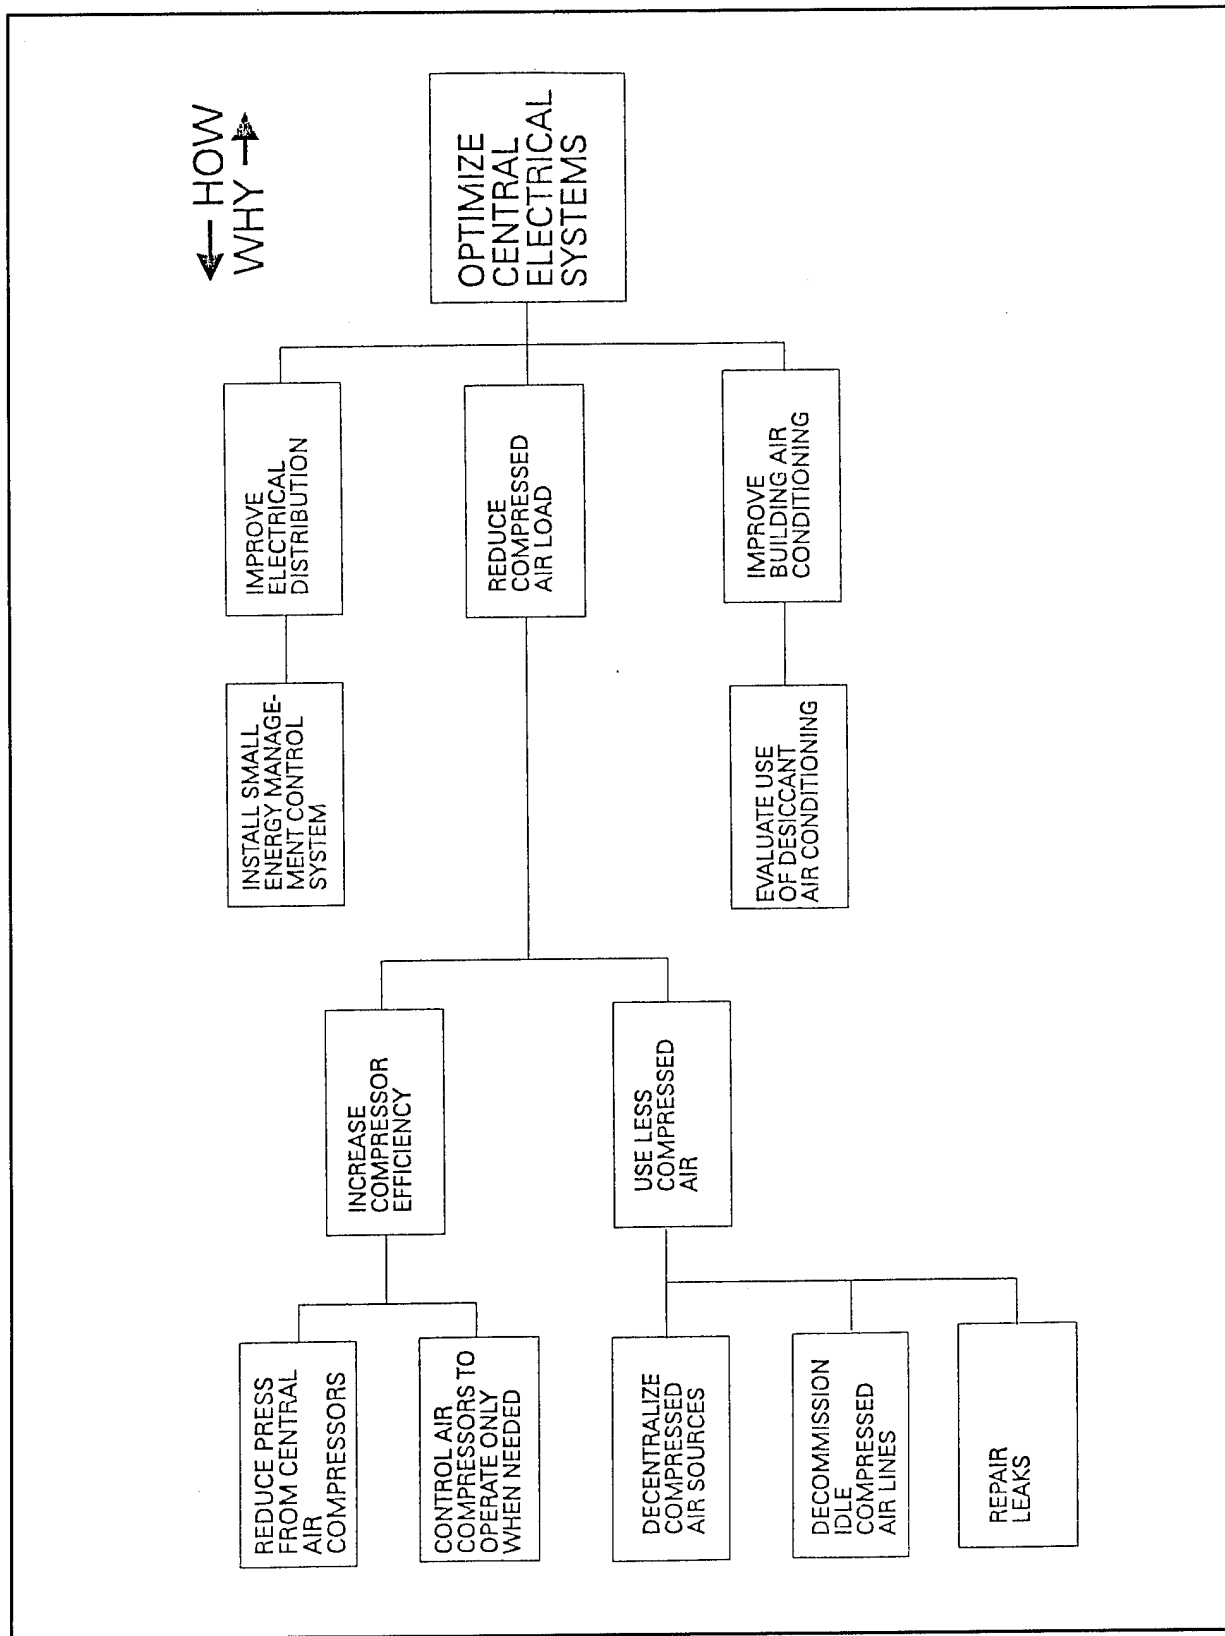 ← HOW
WHY →
REDUCE PRESS
FROM CENTRAL
AIR
COMPRESSORS
CONTROL AIR
COMPRESSORS TO
OPERATE ONLY
WHEN NEEDED
DECENTRALIZE
COMPRESSED
AIR SOURCES
DECOMMISSION
IDLE
COMPRESSED
AIR LINES
REPAIR
LEAKS
INCREASE
COMPRESSOR
EFFICIENCY
USE LESS
COMPRESSED
AIR
INSTALL SMALL
ENERGY MANAGE-
MENT CONTROL
SYSTEM
EVALUATE USE
OF DESICCANT
AIR CONDITIONING
IMPROVE
ELECTRICAL
DISTRIBUTION
REDUCE
COMPRESSED
AIR LOAD
IMPROVE
BUILDING AIR
CONDITIONING
OPTIMIZE
CENTRAL
ELECTRICAL
SYSTEMS